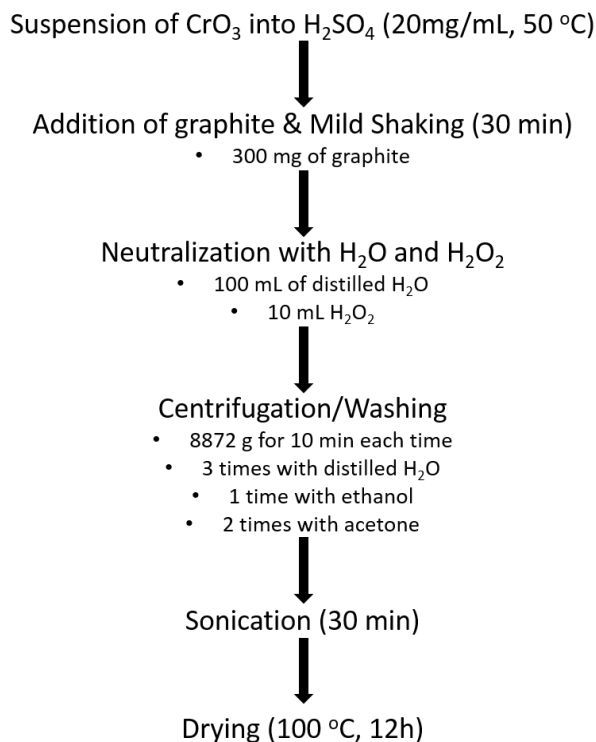 Suspension of CrO₃ into H₂SO₄ (20mg/mL, 50 ᵒC)
Addition of graphite & Mild Shaking (30 min)
• 300 mg of graphite
Neutralization with H₂O and H₂O₂
• 100 mL of distilled H₂O
• 10 mL H₂O₂
Centrifugation/Washing
• 8872 g for 10 min each time
• 3 times with distilled H₂O
• 1 time with ethanol
• 2 times with acetone
Sonication (30 min)
Drying (100 ᵒC, 12h)